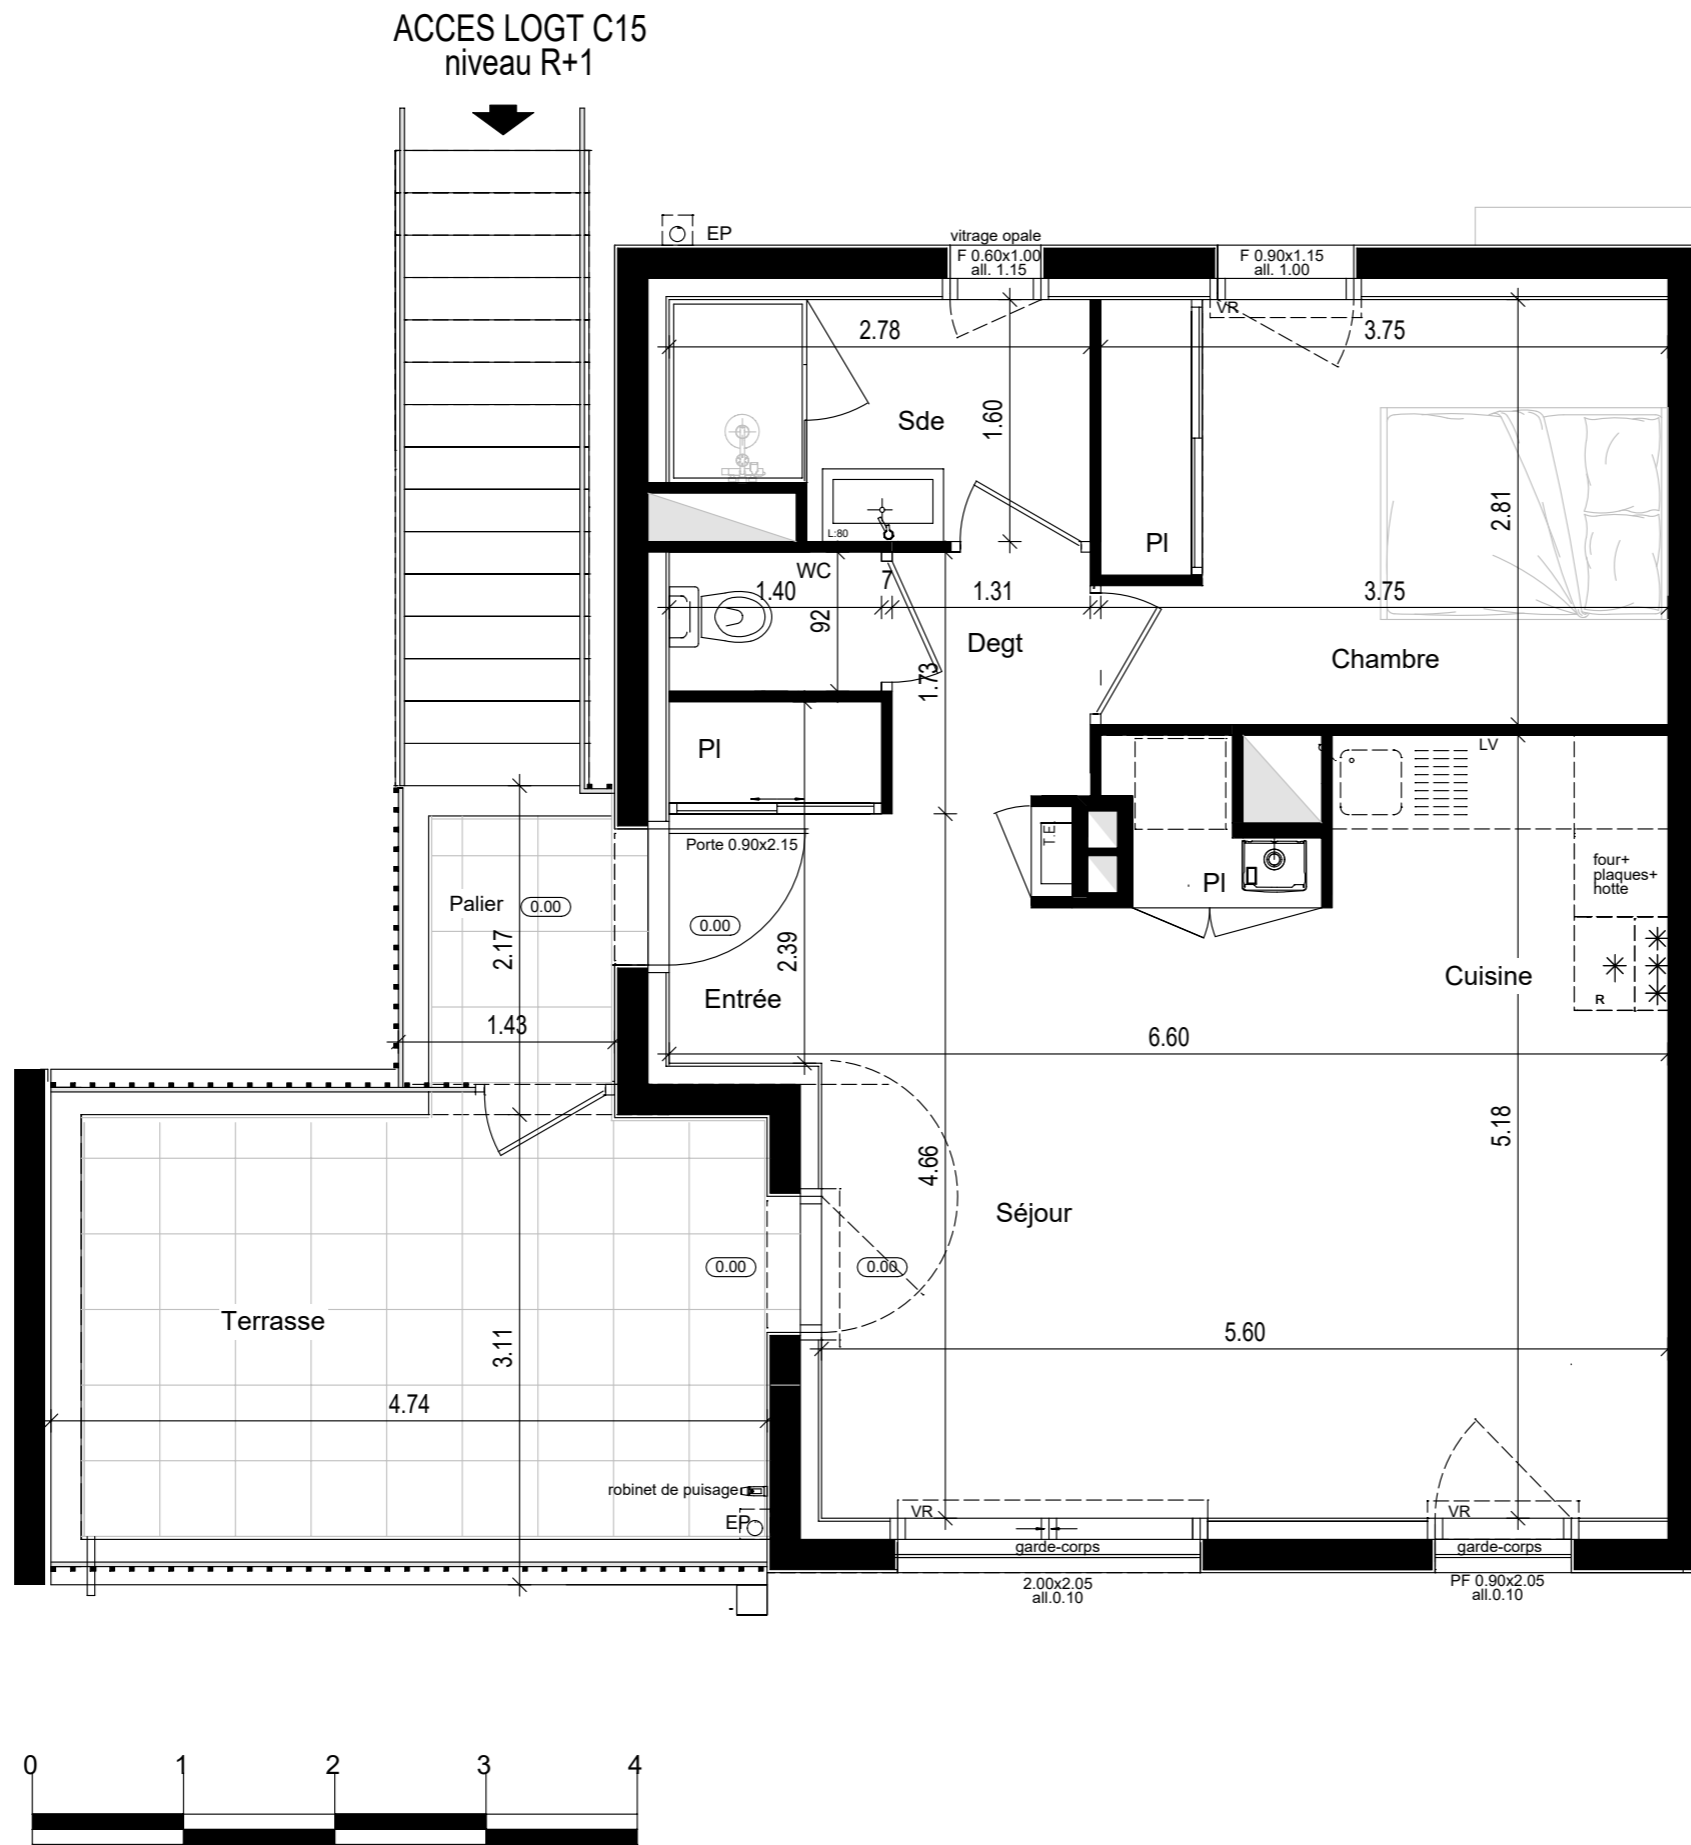 ACCES LOGT C15
niveau R+1
EP
vitrage opale
F 0.60x1.00
all. 1.15
F 0.90x1.15
all. 1.00
VR
2.78
3.75
Sde
1.60
2.81
L:80
Pl
WC
7
1.40
1.31
3.75
92
Degt
Chambre
1.73
Pl
LV
T.E.
Porte 0.90x2.15
four+
plaques+
hotte
Pl
Palier
0.00
0.00
2.17
2.39
Cuisine
R
Entrée
1.43
6.60
5.18
4.66
Séjour
0.00
0.00
Terrasse
3.11
5.60
4.74
robinet de puisage
EP
VR
VR
garde-corps
garde-corps
2.00x2.05
all.0.10
PF 0.90x2.05
all.0.10
0 1 2 3 4